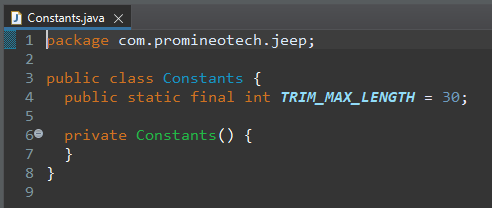 Constants.java
1 package com.promineotech.jeep;
2
3 public class Constants {
4   public static final int TRIM_MAX_LENGTH = 30;
5
6   private Constants() {
7   }
8 }
9